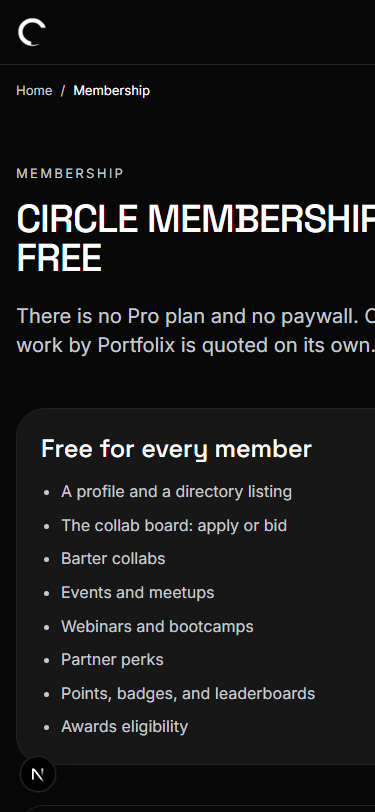 Home / Membership
MEMBERSHIP
CIRCLE MEMBERSHIP
FREE
There is no Pro plan and no paywall. C
work by Portfolix is quoted on its own.
Free for every member
• A profile and a directory listing
• The collab board: apply or bid
• Barter collabs
• Events and meetups
• Webinars and bootcamps
• Partner perks
• Points, badges, and leaderboards
• Awards eligibility
N